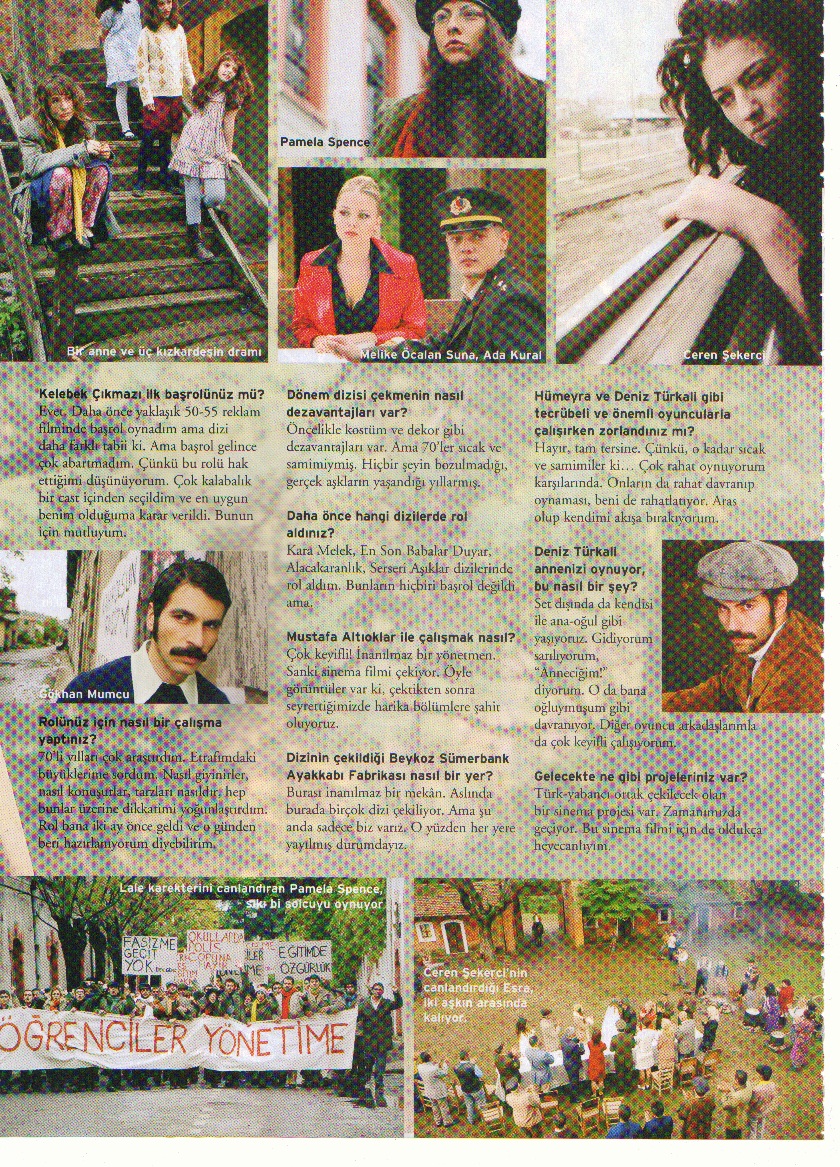 Pamela Spence
Bir anne ve üç kızkardeşin dramı
Melike Öcalan Suna, Ada Kural
Ceren Şekerci
Kelebek Çıkmazı ilk başrolünüz mü?
Evet. Daha önce yaklaşık 50-55 reklam
filminde başrol oynadım ama dizi
daha farklı tabii ki. Ama başrol gelince
çok abartmadım. Çünkü bu rolü hak
ettiğimi düşünüyorum. Çok kalabalık
bir cast içinden seçildim ve en uygun
benim olduğuma karar verildi. Bunun
için mutluyum.
Gökhan Mumcu
Rolünüz için nasıl bir çalışma
yaptınız?
70'li yılları çok araştırdım. Etrafımdaki
büyüklerime sordum. Nasıl giyinirler,
nasıl konuşurlar, tarzları nasıldır, hep
bunlar üzerine dikkatimi yoğunlaştırdım.
Rol bana iki ay önce geldi ve o günden
beri hazırlanıyorum diyebilirim.
Dönem dizisi çekmenin nasıl
dezavantajları var?
Öncelikle kostüm ve dekor gibi
dezavantajları var. Ama 70'ler sıcak ve
samimiymiş. Hiçbir şeyin bozulmadığı,
gerçek aşkların yaşandığı yıllarmış.
Daha önce hangi dizilerde rol
aldınız?
Kara Melek, En Son Babalar Duyar,
Alacakaranlık, Serseri Aşıklar dizilerinde
rol aldım. Bunların hiçbiri başrol değildi
ama.
Mustafa Altıoklar ile çalışmak nasıl?
Çok keyifli! İnanılmaz bir yönetmen.
Sanki sinema filmi çekiyor. Öyle
görüntüler var ki, çektikten sonra
seyrettiğimizde harika bölümlere şahit
oluyoruz.
Dizinin çekildiği Beykoz Sümerbank
Ayakkabı Fabrikası nasıl bir yer?
Burası inanılmaz bir mekân. Aslında
burada birçok dizi çekiliyor. Ama şu
anda sadece biz varız. O yüzden her yere
yayılmış durumdayız.
Hümeyra ve Deniz Türkali gibi
tecrübeli ve önemli oyuncularla
çalışırken zorlandınız mı?
Hayır, tam tersine. Çünkü, o kadar sıcak
ve samimiler ki… Çok rahat oynuyorum
karşılarında. Onların da rahat davranıp
oynaması, beni de rahatlatıyor. Aras
olup kendimi akışa bırakıyorum.
Deniz Türkali
annenizi oynuyor,
bu nasıl bir şey?
Set dışında da kendisi
ile ana-oğul gibi
yaşıyoruz. Gidiyorum
sarılıyorum,
"Anneciğim!"
diyorum. O da bana
oğluymuşum gibi
davranıyor. Diğer oyuncu arkadaşlarımla
da çok keyifli çalışıyorum.
Gelecekte ne gibi projeleriniz var?
Türk-yabancı ortak çekilecek olan
bir sinema projesi var. Zamanımızda
geçiyor. Bu sinema filmi için de oldukça
heyecanlıyım.
Lale karekterini canlandıran Pamela Spence,
sıkı bi solcuyu oynuyor
FAŞİZME
GEÇİT
YOK
OKULLARDA
POLİS
EĞİTİMDE
ÖZGÜRLÜK
ÖĞRENCİLER YÖNETİME
Ceren Şekerci'nin
canlandırdığı Esra,
iki aşkın arasında
kalıyor.